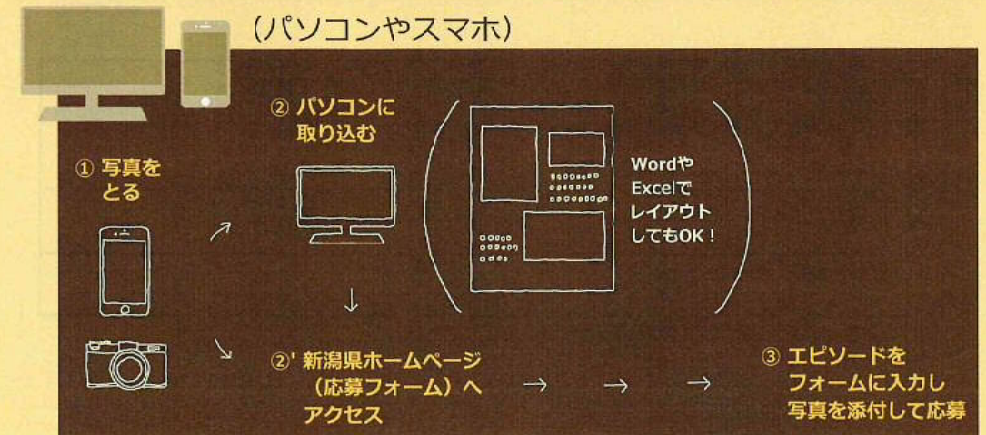 (パソコンやスマホ)
① 写真を
とる
② パソコンに
取り込む
Wordや
Excelで
レイアウト
してもOK！
②' 新潟県ホームページ
（応募フォーム）へ
アクセス
③ エピソードを
フォームに入力し
写真を添付して応募